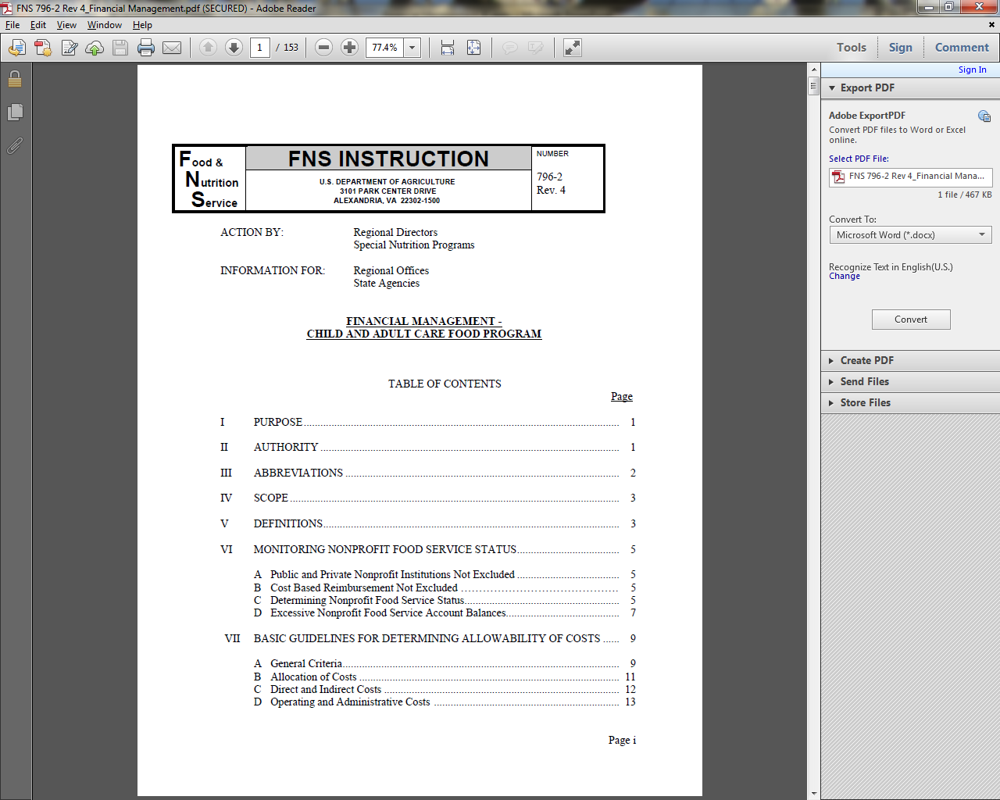 FNS 796-2 Rev 4_Financial Management.pdf (SECURED) - Adobe Reader
File Edit View Window Help
1 / 153 77.4% Tools Sign Comment
Sign In
Export PDF
Adobe ExportPDF
Convert PDF files to Word or Excel
online.
Select PDF File:
FNS 796-2 Rev 4_Financial Mana...
1 file / 467 KB
Convert To:
Microsoft Word (*.docx)
Recognize Text in English(U.S.)
Change
Convert
Create PDF
Send Files
Store Files
Food &
Nutrition
Service
FNS INSTRUCTION
U.S. DEPARTMENT OF AGRICULTURE
3101 PARK CENTER DRIVE
ALEXANDRIA, VA 22302-1500
NUMBER
796-2
Rev. 4
ACTION BY: Regional Directors
Special Nutrition Programs
INFORMATION FOR: Regional Offices
State Agencies
FINANCIAL MANAGEMENT -
CHILD AND ADULT CARE FOOD PROGRAM
TABLE OF CONTENTS
Page
I PURPOSE 1
II AUTHORITY 1
III ABBREVIATIONS 2
IV SCOPE 3
V DEFINITIONS 3
VI MONITORING NONPROFIT FOOD SERVICE STATUS 5
A Public and Private Nonprofit Institutions Not Excluded 5
B Cost Based Reimbursement Not Excluded 5
C Determining Nonprofit Food Service Status 5
D Excessive Nonprofit Food Service Account Balances 7
VII BASIC GUIDELINES FOR DETERMINING ALLOWABILITY OF COSTS 9
A General Criteria 9
B Allocation of Costs 11
C Direct and Indirect Costs 12
D Operating and Administrative Costs 13
Page i